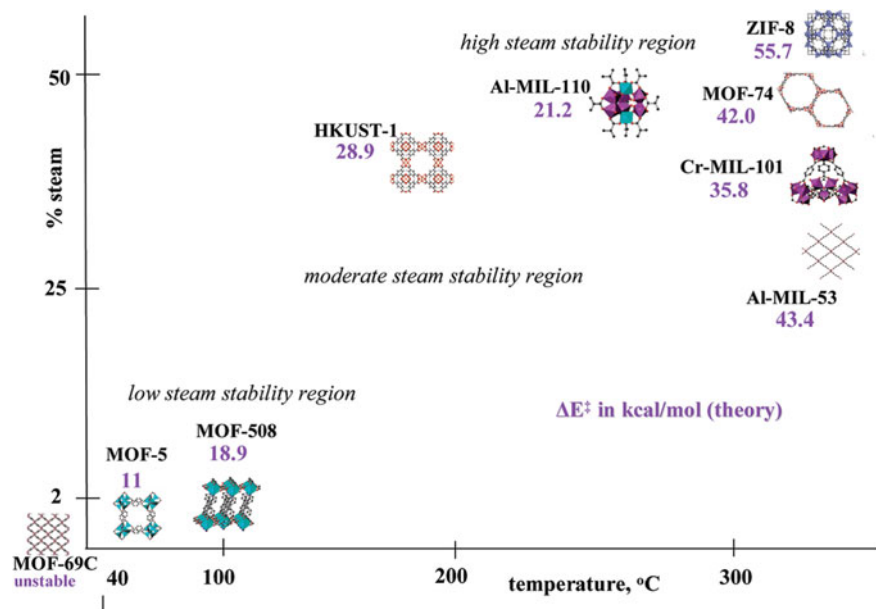 ZIF-8
55.7
high steam stability region
50
Al-MIL-110
21.2
MOF-74
42.0
HKUST-1
28.9
Cr-MIL-101
35.8
% steam
moderate steam stability region
25
Al-MIL-53
43.4
low steam stability region
ΔE‡ in kcal/mol (theory)
MOF-508
18.9
MOF-5
11
2
MOF-69C
unstable
40
100
200
300
temperature, °C